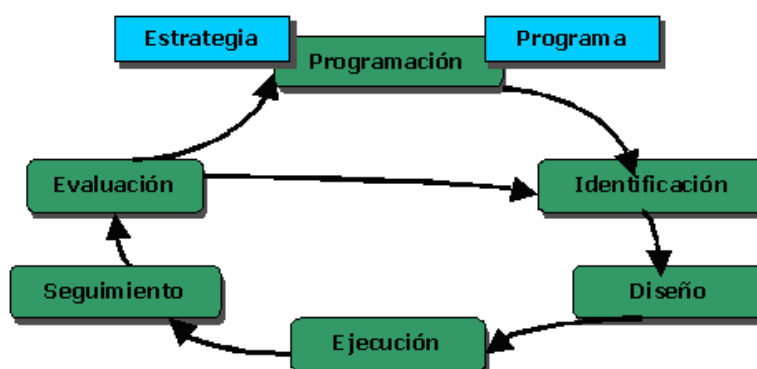 Estrategia
Programa
Programación
Evaluación
Identificación
Seguimiento
Diseño
Ejecución